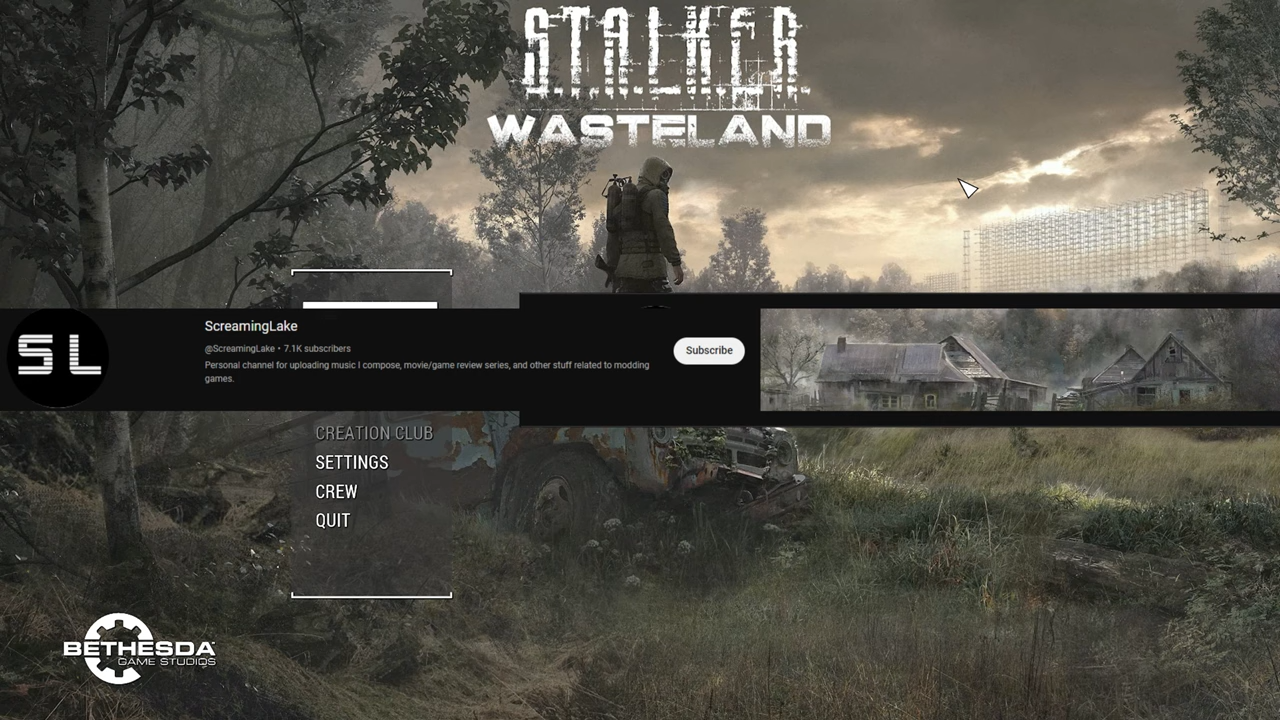 S.T.A.L.K.E.R.
WASTELAND
SL
ScreamingLake
@ScreamingLake • 7.1K subscribers
Personal channel for uploading music I compose, movie/game review series, and other stuff related to modding
games.
Subscribe
CREATION CLUB
SETTINGS
CREW
QUIT
BETHESDA
GAME STUDIOS